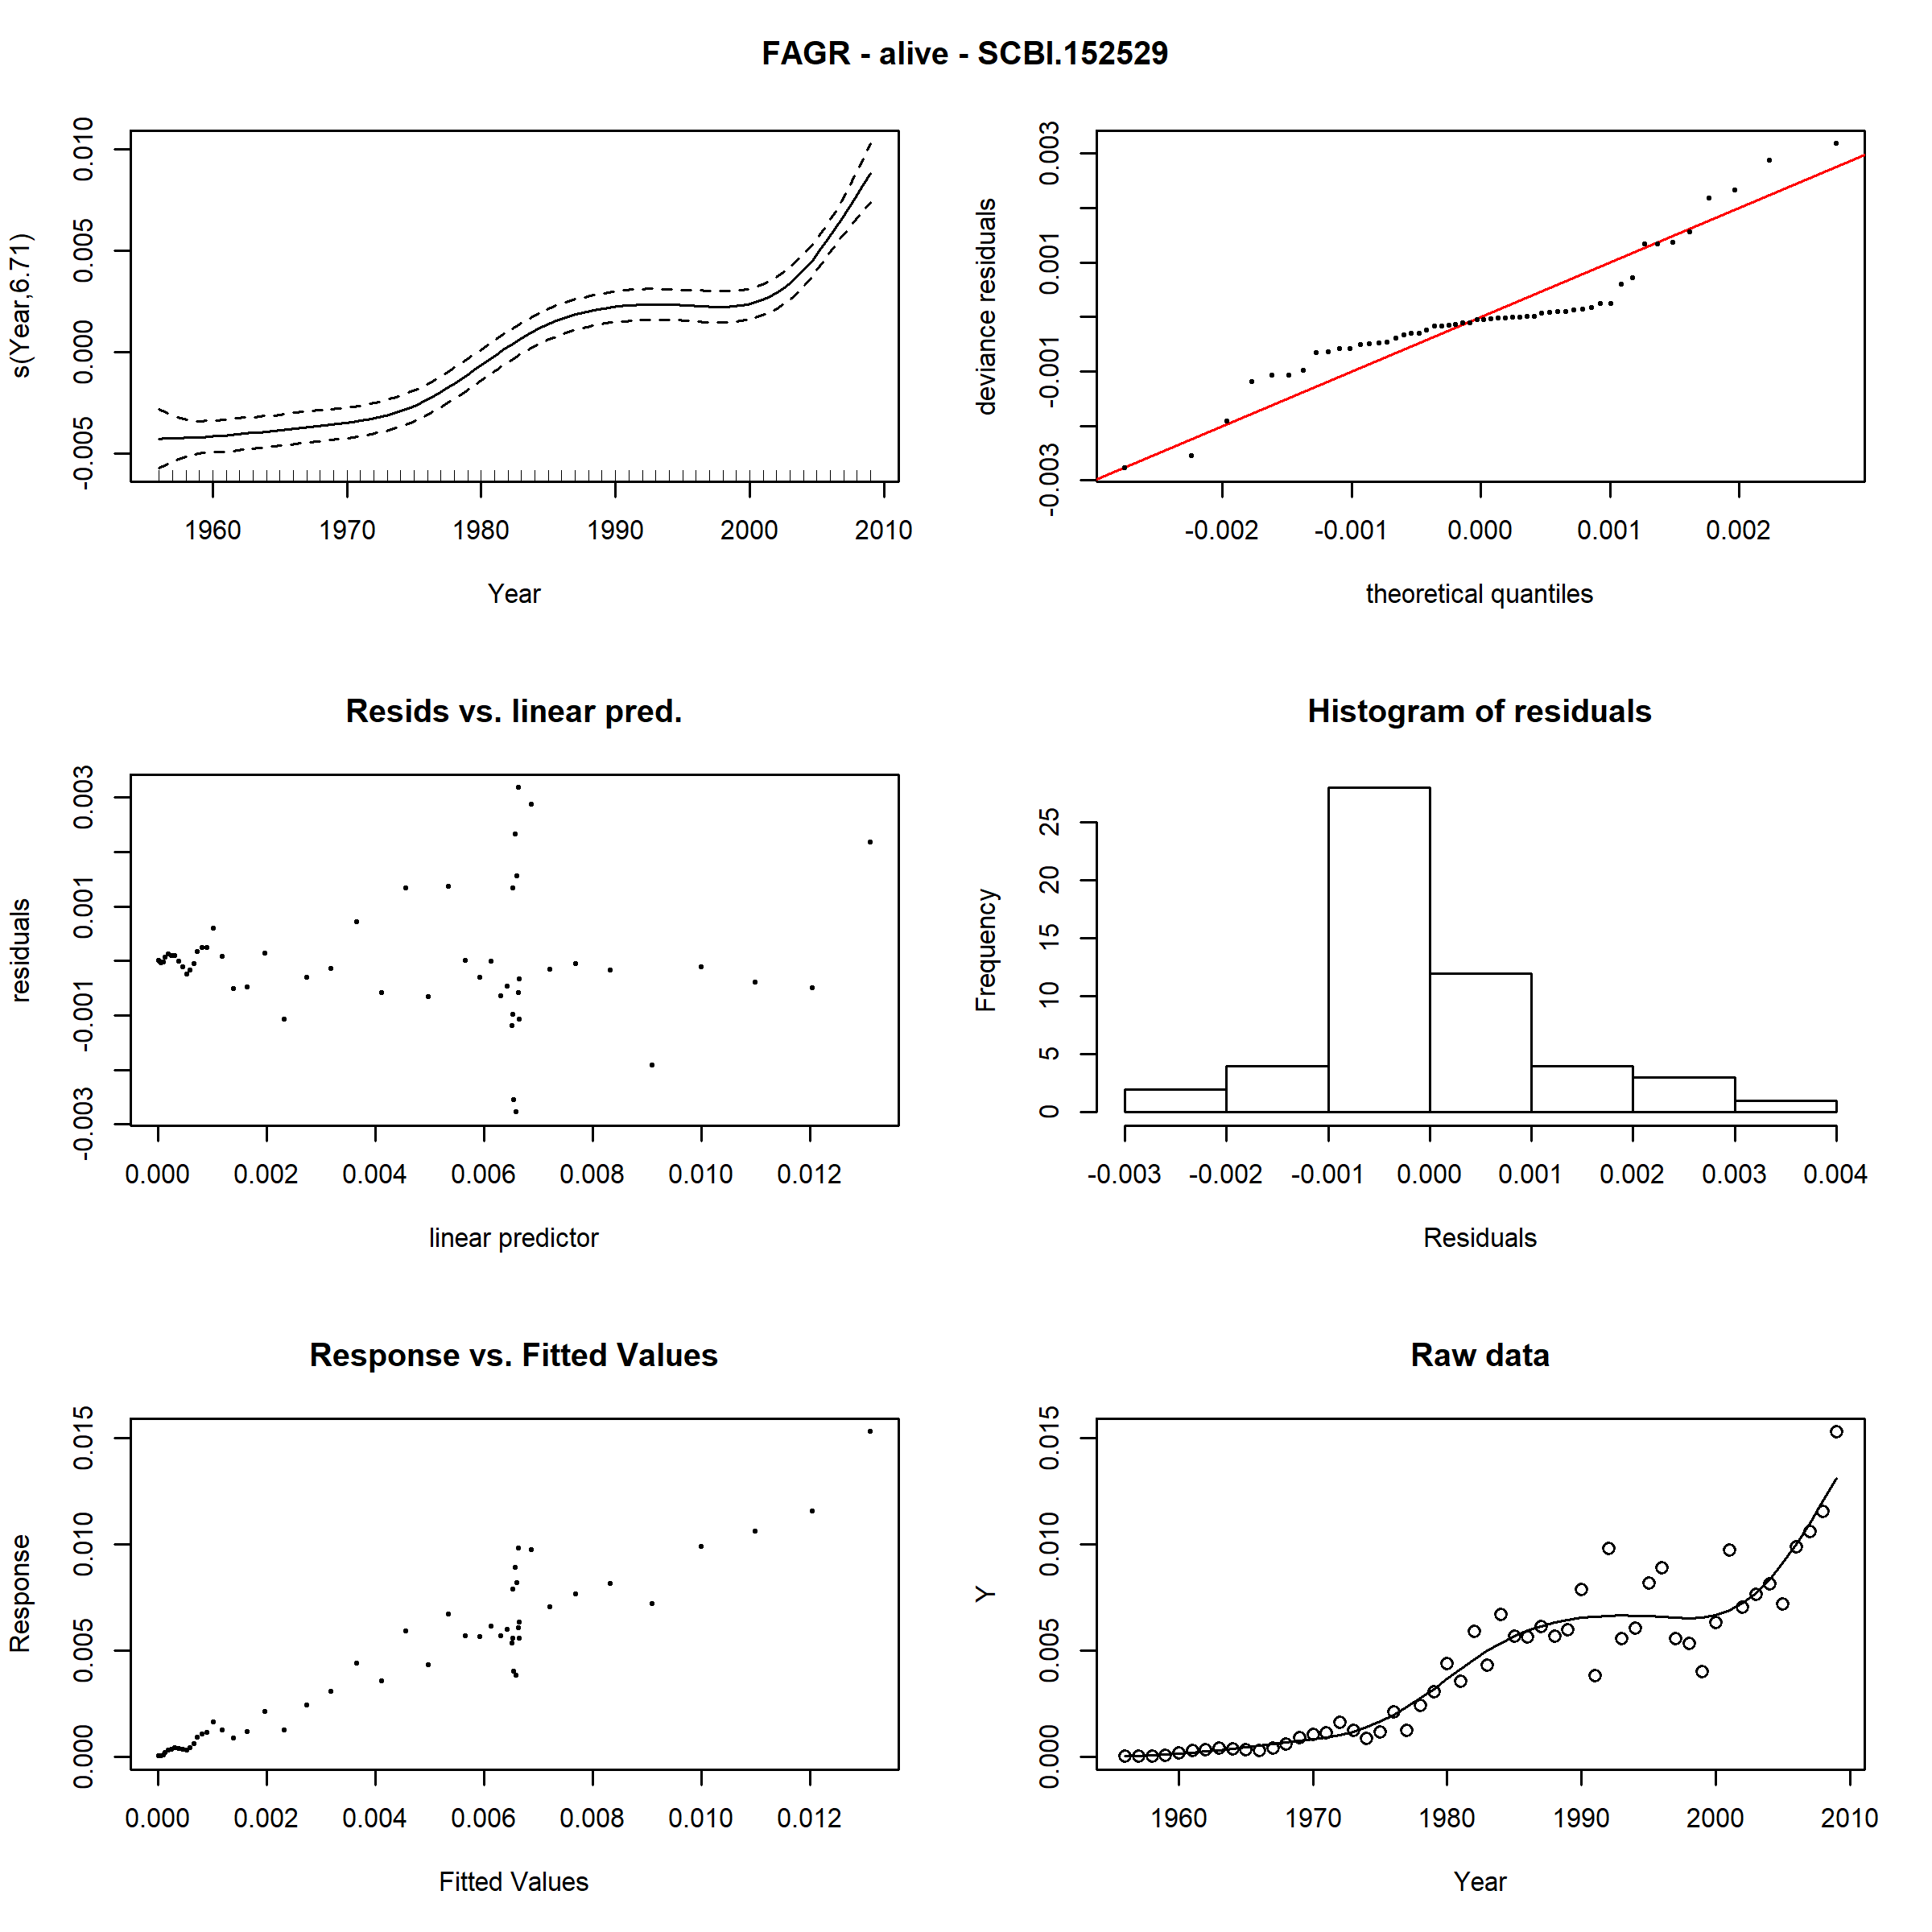 FAGR - alive - SCBI.152529
s(Year,6.71)
-0.005 0.000 0.005 0.010
1960 1970 1980 1990 2000 2010
Year
deviance residuals
-0.003 -0.001 0.001 0.003
-0.002 -0.001 0.000 0.001 0.002
theoretical quantiles
Resids vs. linear pred.
residuals
-0.003 -0.001 0.001 0.003
0.000 0.002 0.004 0.006 0.008 0.010 0.012
linear predictor
Histogram of residuals
Frequency
0 5 10 15 20 25
-0.003 -0.002 -0.001 0.000 0.001 0.002 0.003 0.004
Residuals
Response vs. Fitted Values
Response
0.000 0.005 0.010 0.015
0.000 0.002 0.004 0.006 0.008 0.010 0.012
Fitted Values
Raw data
Y
0.000 0.005 0.010 0.015
1960 1970 1980 1990 2000 2010
Year